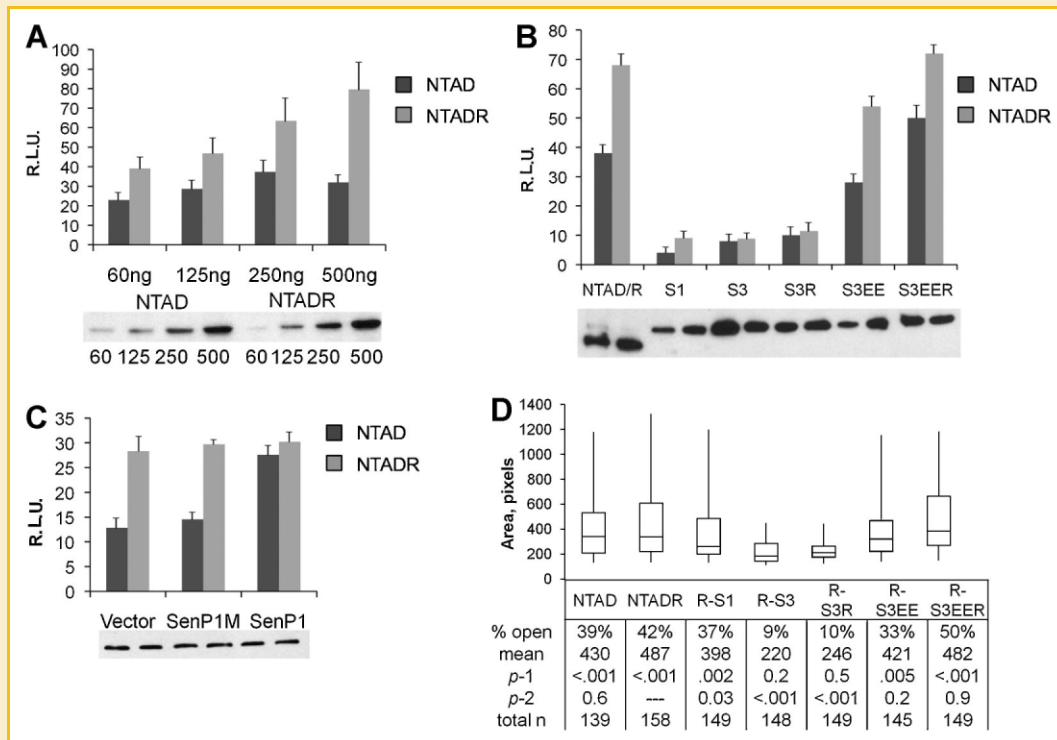 A
100
90
80
70
60
50
40
30
20
10
0
R.L.U.
NTAD
NTADR
60ng 125ng 250ng 500ng
NTAD NTADR
60 125 250 500 60 125 250 500
B
80
70
60
50
40
30
20
10
0
R.L.U.
NTAD
NTADR
NTAD/R S1 S3 S3R S3EE S3EER
C
35
30
25
20
15
10
5
0
R.L.U.
NTAD
NTADR
Vector SenP1M SenP1
D
1400
1200
1000
800
600
400
200
0
Area, pixels
NTAD NTADR R-S1 R-S3 R-S3R R-S3EE R-S3EER
% open 39% 42% 37% 9% 10% 33% 50%
mean 430 487 398 220 246 421 482
p-1 <.001 <.001 .002 0.2 0.5 .005 <.001
p-2 0.6 --- 0.03 <.001 <.001 0.2 0.9
total n 139 158 149 148 149 145 149